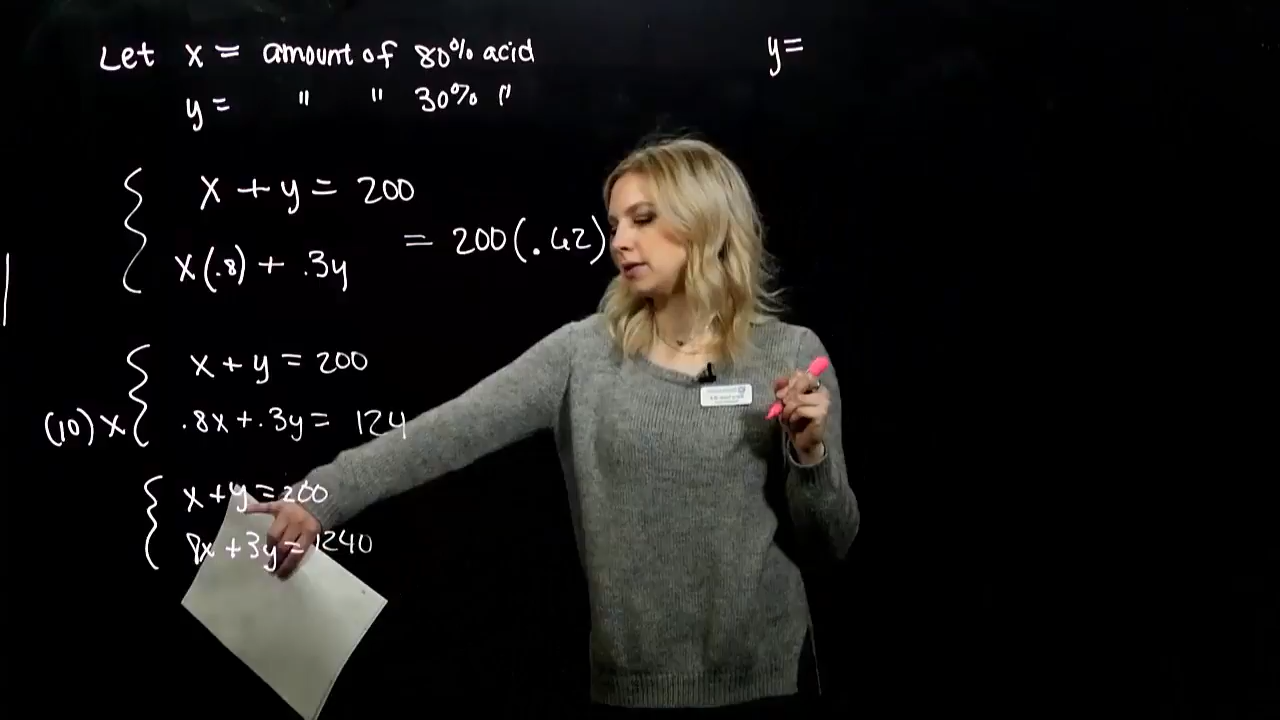 Let x = amount of 80% acid
y = " " 30% "
x + y = 200
x(.8) + .3y = 200(.62)
x + y = 200
(10) x .8x + .3y = 124
x + y = 200
8x + 3y = 1240
y =